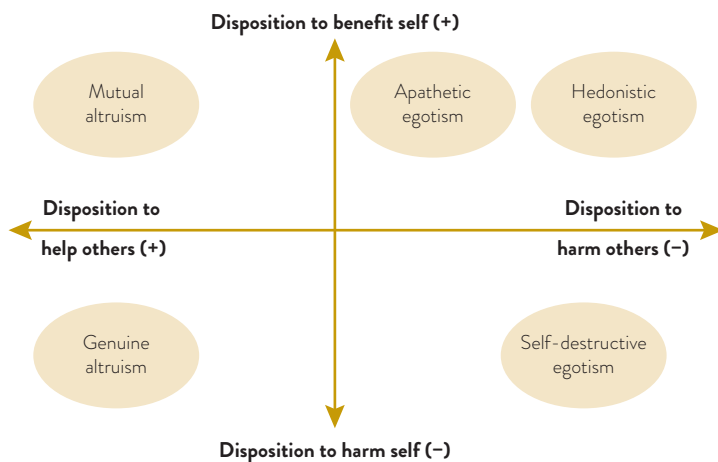 Disposition to benefit self (+)
Mutual
altruism
Apathetic
egotism
Hedonistic
egotism
Disposition to
help others (+)
Disposition to
harm others (−)
Genuine
altruism
Self-destructive
egotism
Disposition to harm self (−)